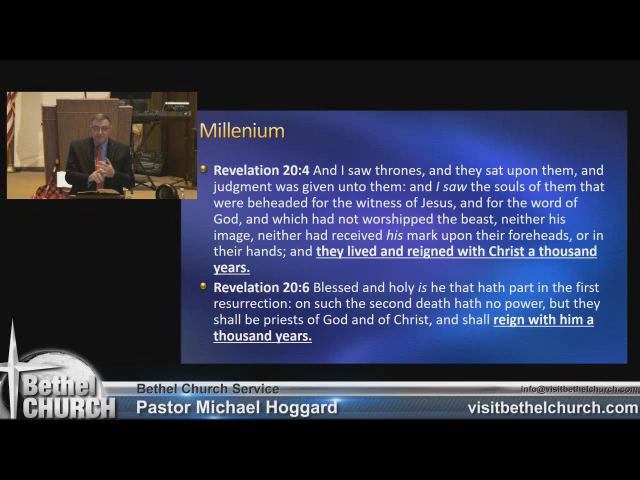 Millenium
Revelation 20:4 And I saw thrones, and they sat upon them, and
judgment was given unto them: and I saw the souls of them that
were beheaded for the witness of Jesus, and for the word of
God, and which had not worshipped the beast, neither his
image, neither had received his mark upon their foreheads, or in
their hands; and they lived and reigned with Christ a thousand
years.
Revelation 20:6 Blessed and holy is he that hath part in the first
resurrection: on such the second death hath no power, but they
shall be priests of God and of Christ, and shall reign with him a
thousand years.
Bethel
CHURCH
Bethel Church Service
info@visitbethelchurch.com
Pastor Michael Hoggard
visitbethelchurch.com